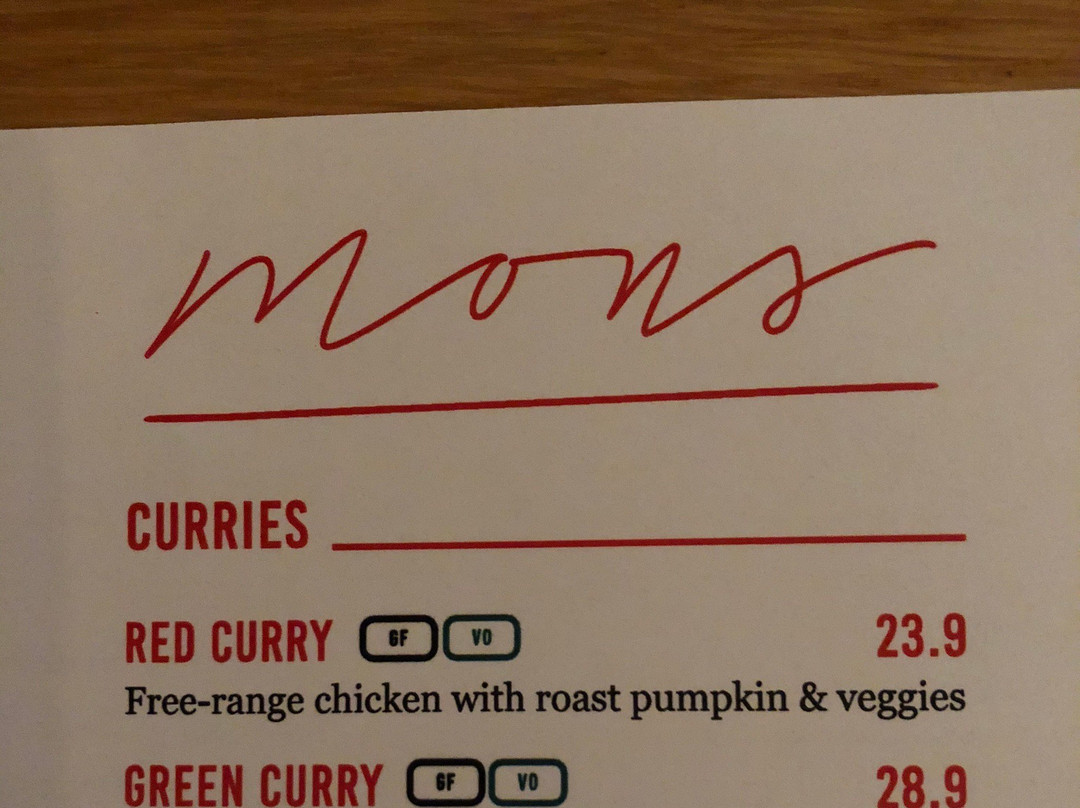 mons
CURRIES
RED CURRY GF VO 23.9
Free-range chicken with roast pumpkin & veggies
GREEN CURRY GF VO 28.9